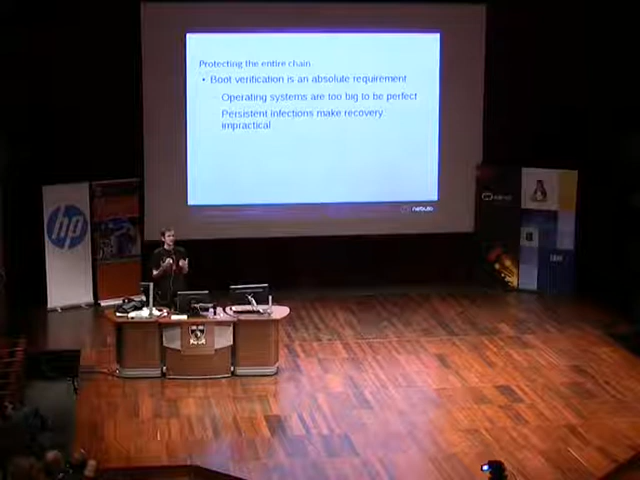 Protecting the entire chain
• Boot verification is an absolute requirement
Operating systems are too big to be perfect
Persistent infections make recovery
impractical
nebula
hp
IBM